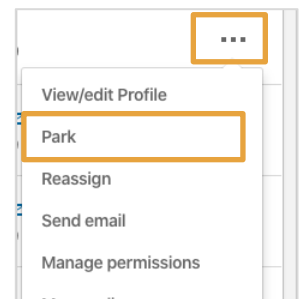 ...
View/edit Profile
Park
Reassign
Send email
Manage permissions